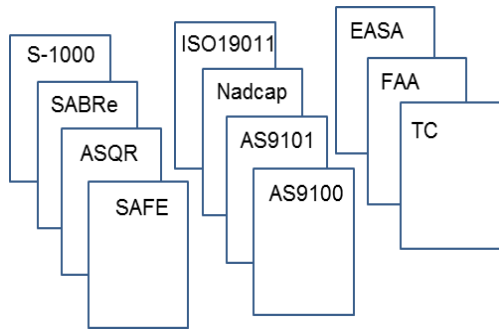 S-1000
SABRe
ASQR
SAFE
ISO19011
Nadcap
AS9101
AS9100
EASA
FAA
TC